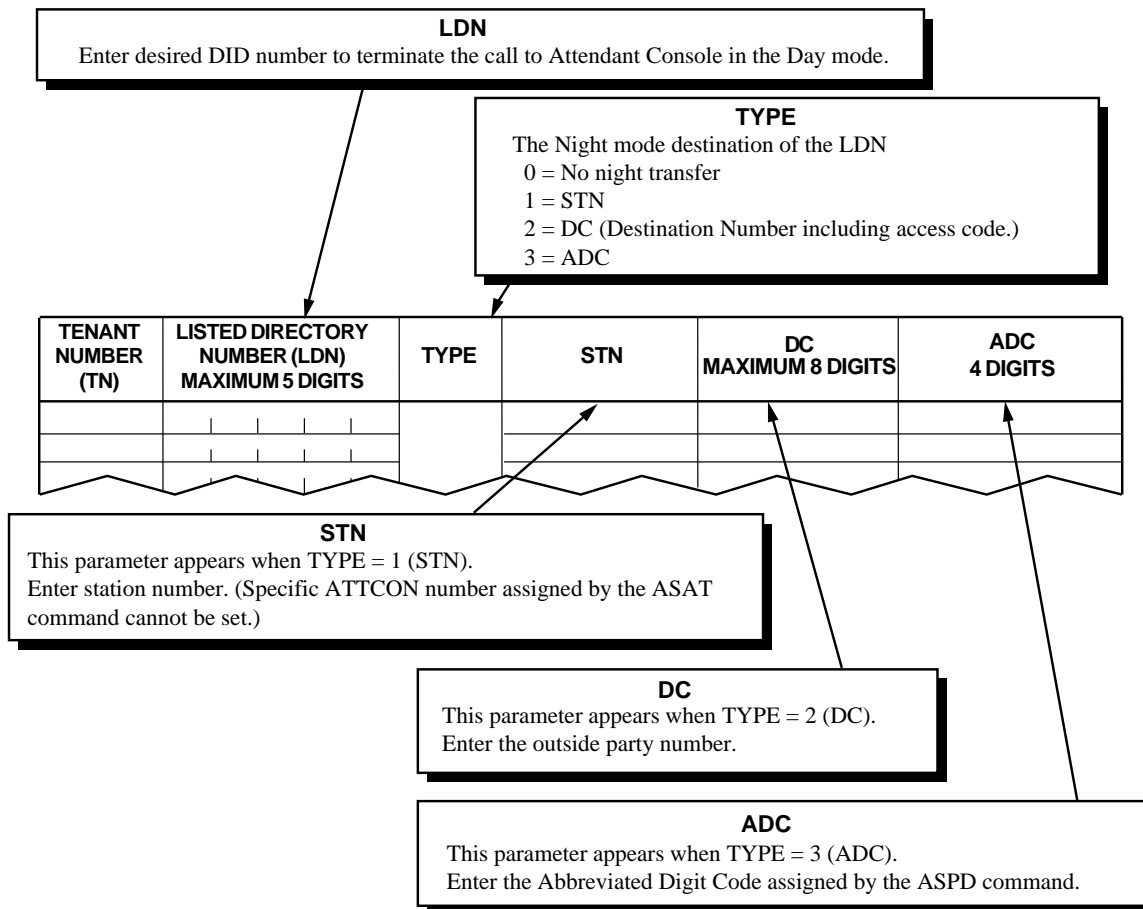 LDN
Enter desired DID number to terminate the call to Attendant Console in the Day mode.
TYPE
The Night mode destination of the LDN
0 = No night transfer
1 = STN
2 = DC (Destination Number including access code.)
3 = ADC
TENANT
NUMBER
(TN)
LISTED DIRECTORY
NUMBER (LDN)
MAXIMUM 5 DIGITS
TYPE
STN
DC
MAXIMUM 8 DIGITS
ADC
4 DIGITS
STN
This parameter appears when TYPE = 1 (STN).
Enter station number. (Specific ATTCON number assigned by the ASAT
command cannot be set.)
DC
This parameter appears when TYPE = 2 (DC).
Enter the outside party number.
ADC
This parameter appears when TYPE = 3 (ADC).
Enter the Abbreviated Digit Code assigned by the ASPD command.